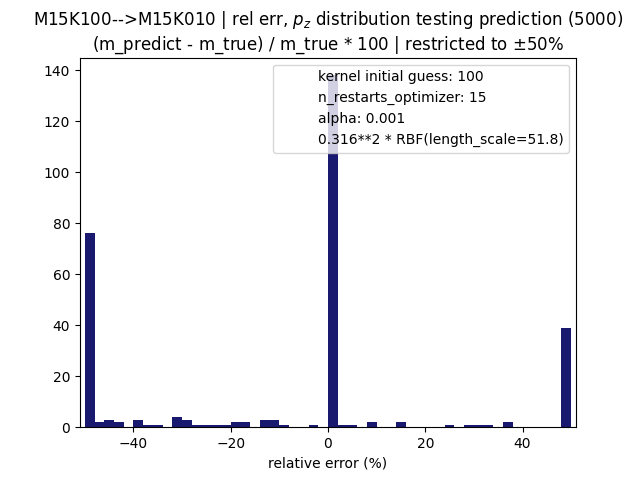 M15K100-->M15K010 | rel err, p_z distribution testing prediction (5000)
(m_predict - m_true) / m_true * 100 | restricted to ±50%
kernel initial guess: 100
n_restarts_optimizer: 15
alpha: 0.001
0.316**2 * RBF(length_scale=51.8)
140
120
100
80
60
40
20
0
−40 −20 0 20 40
relative error (%)